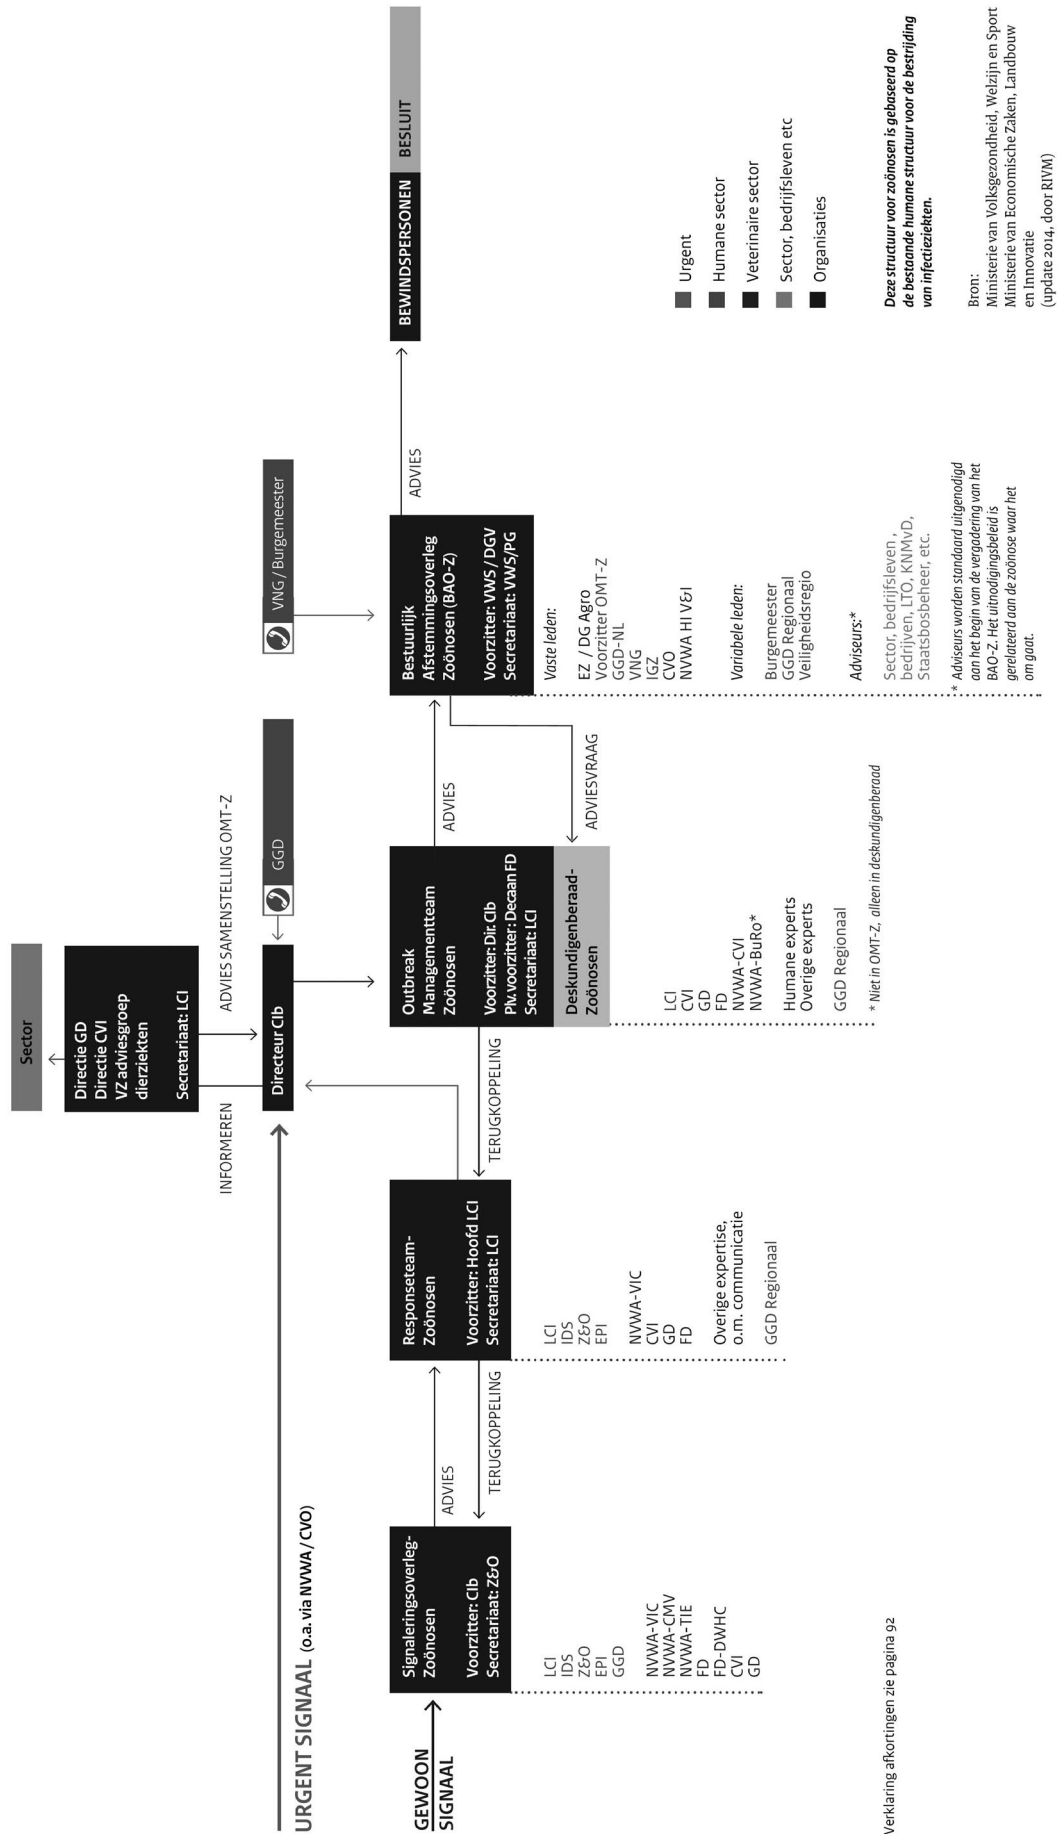 Sector
Directie GD
Directie CVI
VZ adviesgroep
dierziekten
Secretariaat: LCI
INFORMEREN
ADVIES SAMENSTELLING OMT-Z
URGENT SIGNAAL (o.a. via NVWA / CVO)
Directeur CIb
GGD
VNG / Burgemeester
GEWOON
SIGNAAL
Signaleringsoverleg-
Zoönosen
Voorzitter: CIb
Secretariaat: Z&O
LCI
IDS
Z&O
EPI
GGD
NVWA-VIC
NVWA-CMV
NVWA-TIE
FD
FD-DWHC
CVI
GD
ADVIES
TERUGKOPPELING
Responseteam-
Zoönosen
Voorzitter: Hoofd LCI
Secretariaat: LCI
LCI
IDS
Z&O
EPI
NVWA-VIC
CVI
GD
FD
Overige expertise,
o.m. communicatie
GGD Regionaal
TERUGKOPPELING
Outbreak
Managementteam
Zoönosen
Voorzitter: Dir. CIb
Plv. voorzitter: Decaan FD
Secretariaat: LCI
Deskundigenberaad-
Zoönosen
LCI
CVI
GD
FD
NVWA-CVI
NVWA-BuRo*
Humane experts
Overige experts
GGD Regionaal
* Niet in OMT-Z, alleen in deskundigenberaad
ADVIES
ADVIESVRAAG
Bestuurlijk
Afstemmingsoverleg
Zoönosen (BAO-Z)
Voorzitter: VWS / DGV
Secretariaat: VWS/PG
Vaste leden:
EZ / DG Agro
Voorzitter OMT-Z
GGD-NL
VNG
IGZ
CVO
NVWA HI V&I
Variabele leden:
Burgemeester
GGD Regionaal
Veiligheidsregio
Adviseurs:*
Sector, bedrijfsleven ,
bedrijven, LTO, KNMvD,
Staatsbosbeheer, etc.
* Adviseurs worden standaard uitgenodigd
aan het begin van de vergadering van het
BAO-Z. Het uitnodigingsbeleid is
gerelateerd aan de zoönose waar het
om gaat.
ADVIES
BEWINDSPERSONEN
BESLUIT
Urgent
Humane sector
Veterinaire sector
Sector, bedrijfsleven etc
Organisaties
Deze structuur voor zoönosen is gebaseerd op
de bestaande humane structuur voor de bestrijding
van infectieziekten.
Bron:
Ministerie van Volksgezondheid, Welzijn en Sport
Ministerie van Economische Zaken, Landbouw
en Innovatie
(update 2014, door RIVM)
Verklaring afkortingen zie pagina 92